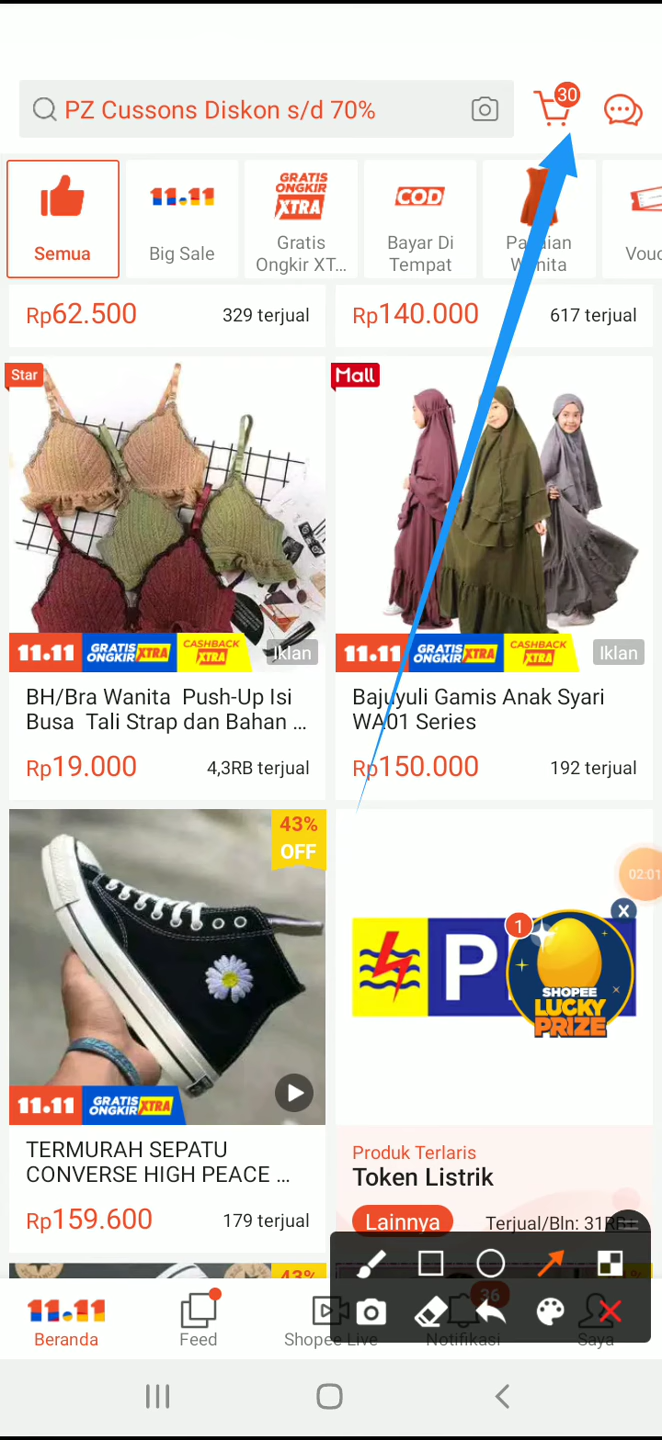 PZ Cussons Diskon s/d 70%
30
Semua
11.11
Big Sale
GRATIS
ONGKIR
XTRA
Gratis
Ongkir XT...
COD
Bayar Di
Tempat
Wanita
Rp62.500
329 terjual
Rp140.000
617 terjual
Star
Mall
11.11
GRATIS
ONGKIR XTRA
CASHBACK
XTRA
Iklan
11.11
GRATIS
ONGKIR XTRA
CASHBACK
XTRA
Iklan
BH/Bra Wanita Push-Up Isi
Busa Tali Strap dan Bahan ...
Rp19.000
4,3RB terjual
Bajuyuli Gamis Anak Syari
WA01 Series
Rp150.000
192 terjual
43%
OFF
11.11
GRATIS
ONGKIR XTRA
TERMURAH SEPATU
CONVERSE HIGH PEACE ...
Rp159.600
179 terjual
02:01
X
1
P
SHOPEE
LUCKY
PRIZE
Produk Terlaris
Token Listrik
Lainnya
Terjual/Bln: 31RB+
43%
11.11
Beranda
Feed
Shopee Live
36
Notifikasi
Saya